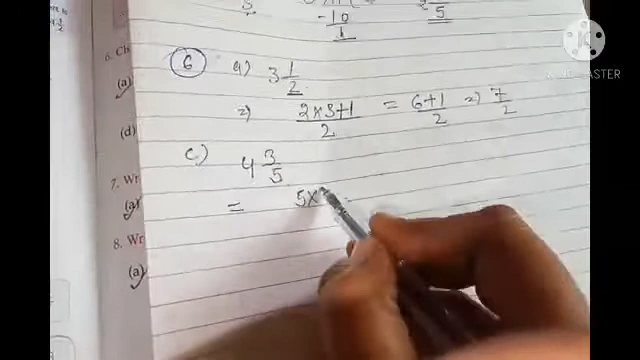 3
-10
1
5
6 a) 3 1/2
=) 2×3+1/2 = 6+1/2 =) 7/2
c) 4 3/5
= 5×
(a)
(d)
7. Wr
(a)
8. Wr
(a)
KINEMASTER